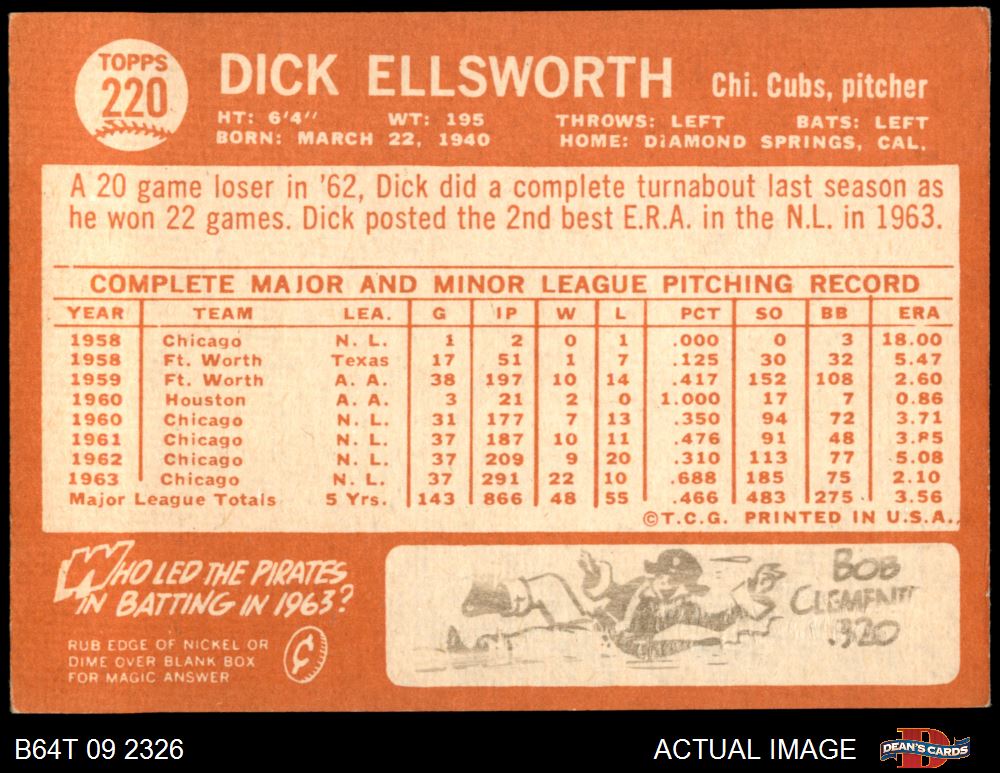 TOPPS
220
DICK ELLSWORTH Chi. Cubs, pitcher
HT: 6'4" WT: 195 THROWS: LEFT BATS: LEFT
BORN: MARCH 22, 1940 HOME: DIAMOND SPRINGS, CAL.
A 20 game loser in '62, Dick did a complete turnabout last season as
he won 22 games. Dick posted the 2nd best E.R.A. in the N.L. in 1963.
COMPLETE MAJOR AND MINOR LEAGUE PITCHING RECORD
YEAR TEAM LEA. G IP W L PCT SO BB ERA
1958 Chicago N. L. 1 2 0 1 .000 0 3 18.00
1958 Ft. Worth Texas 17 51 1 7 .125 30 32 5.47
1959 Ft. Worth A. A. 38 197 10 14 .417 152 108 2.60
1960 Houston A. A. 3 21 2 0 1.000 17 7 0.86
1960 Chicago N. L. 31 177 7 13 .350 94 72 3.71
1961 Chicago N. L. 37 187 10 11 .476 91 48 3.85
1962 Chicago N. L. 37 209 9 20 .310 113 77 5.08
1963 Chicago N. L. 37 291 22 10 .688 185 75 2.10
Major League Totals 5 Yrs. 143 866 48 55 .466 483 275 3.56
©T.C.G. PRINTED IN U.S.A.
WHO LED THE PIRATES
IN BATTING IN 1963?
RUB EDGE OF NICKEL OR
DIME OVER BLANK BOX
FOR MAGIC ANSWER
¢
BOB
CLEMENTE
.320
B64T 09 2326 ACTUAL IMAGE DEAN'S CARDS